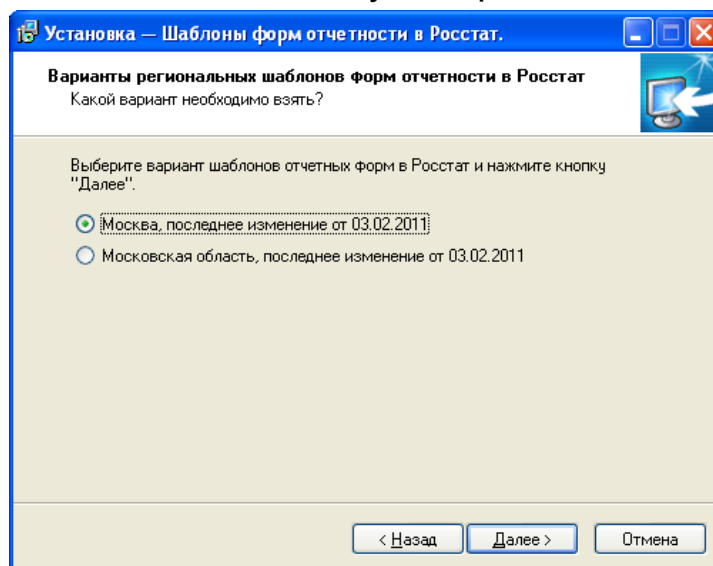 Установка — Шаблоны форм отчетности в Росстат.
Варианты региональных шаблонов форм отчетности в Росстат
Какой вариант необходимо взять?
Выберите вариант шаблонов отчетных форм в Росстат и нажмите кнопку
"Далее".
Москва, последнее изменение от 03.02.2011
Московская область, последнее изменение от 03.02.2011
< Назад
Далее >
Отмена